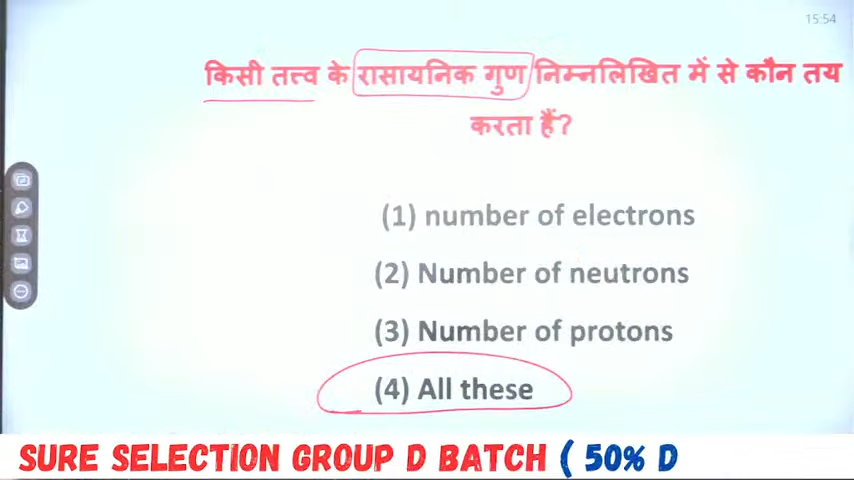 15:54
किसी तत्त्व के रासायनिक गुण निम्नलिखित में से कौन तय
करता हैं?
(1) number of electrons
(2) Number of neutrons
(3) Number of protons
(4) All these
SURE SELECTION GROUP D BATCH ( 50% D